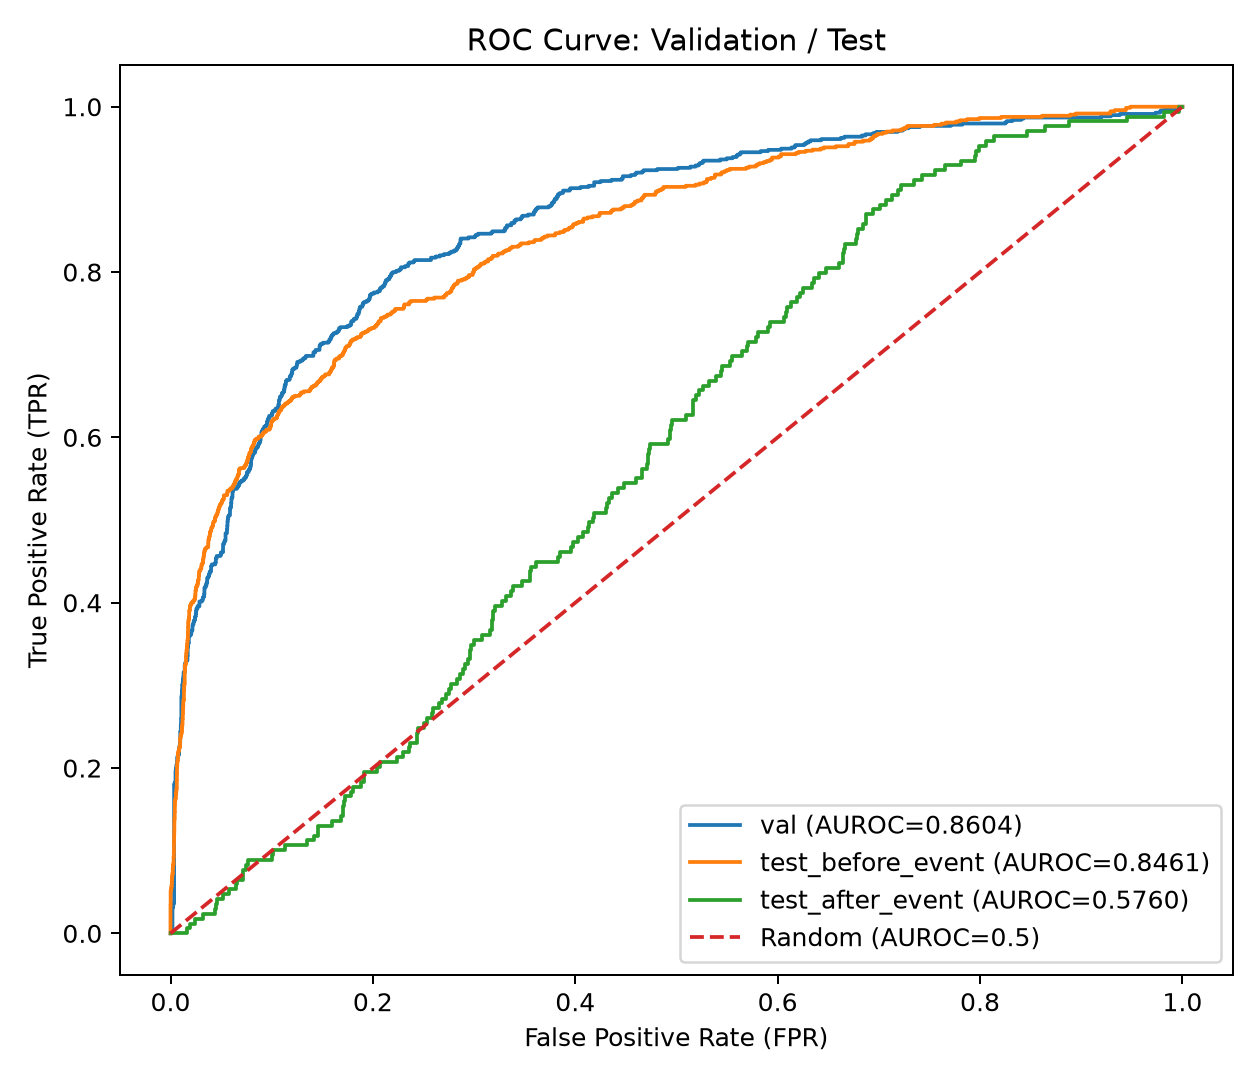 ROC Curve: Validation / Test
True Positive Rate (TPR)
1.0
0.8
0.6
0.4
0.2
0.0
val (AUROC=0.8604)
test_before_event (AUROC=0.8461)
test_after_event (AUROC=0.5760)
Random (AUROC=0.5)
0.0 0.2 0.4 0.6 0.8 1.0
False Positive Rate (FPR)